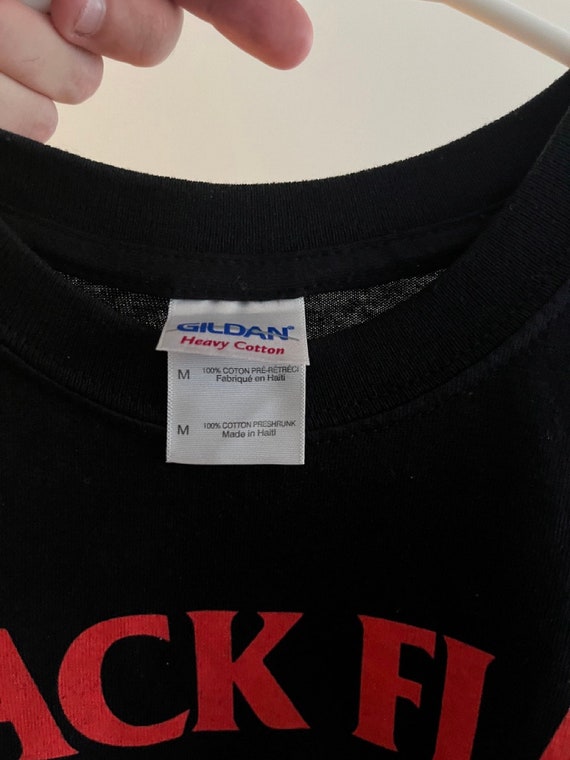 GILDAN®
Heavy Cotton
M 100% COTON PRÉ-RÉTRÉCI
Fabriqué en Haïti
M 100% COTTON PRESHRUNK
Made in Haiti
ACK FL